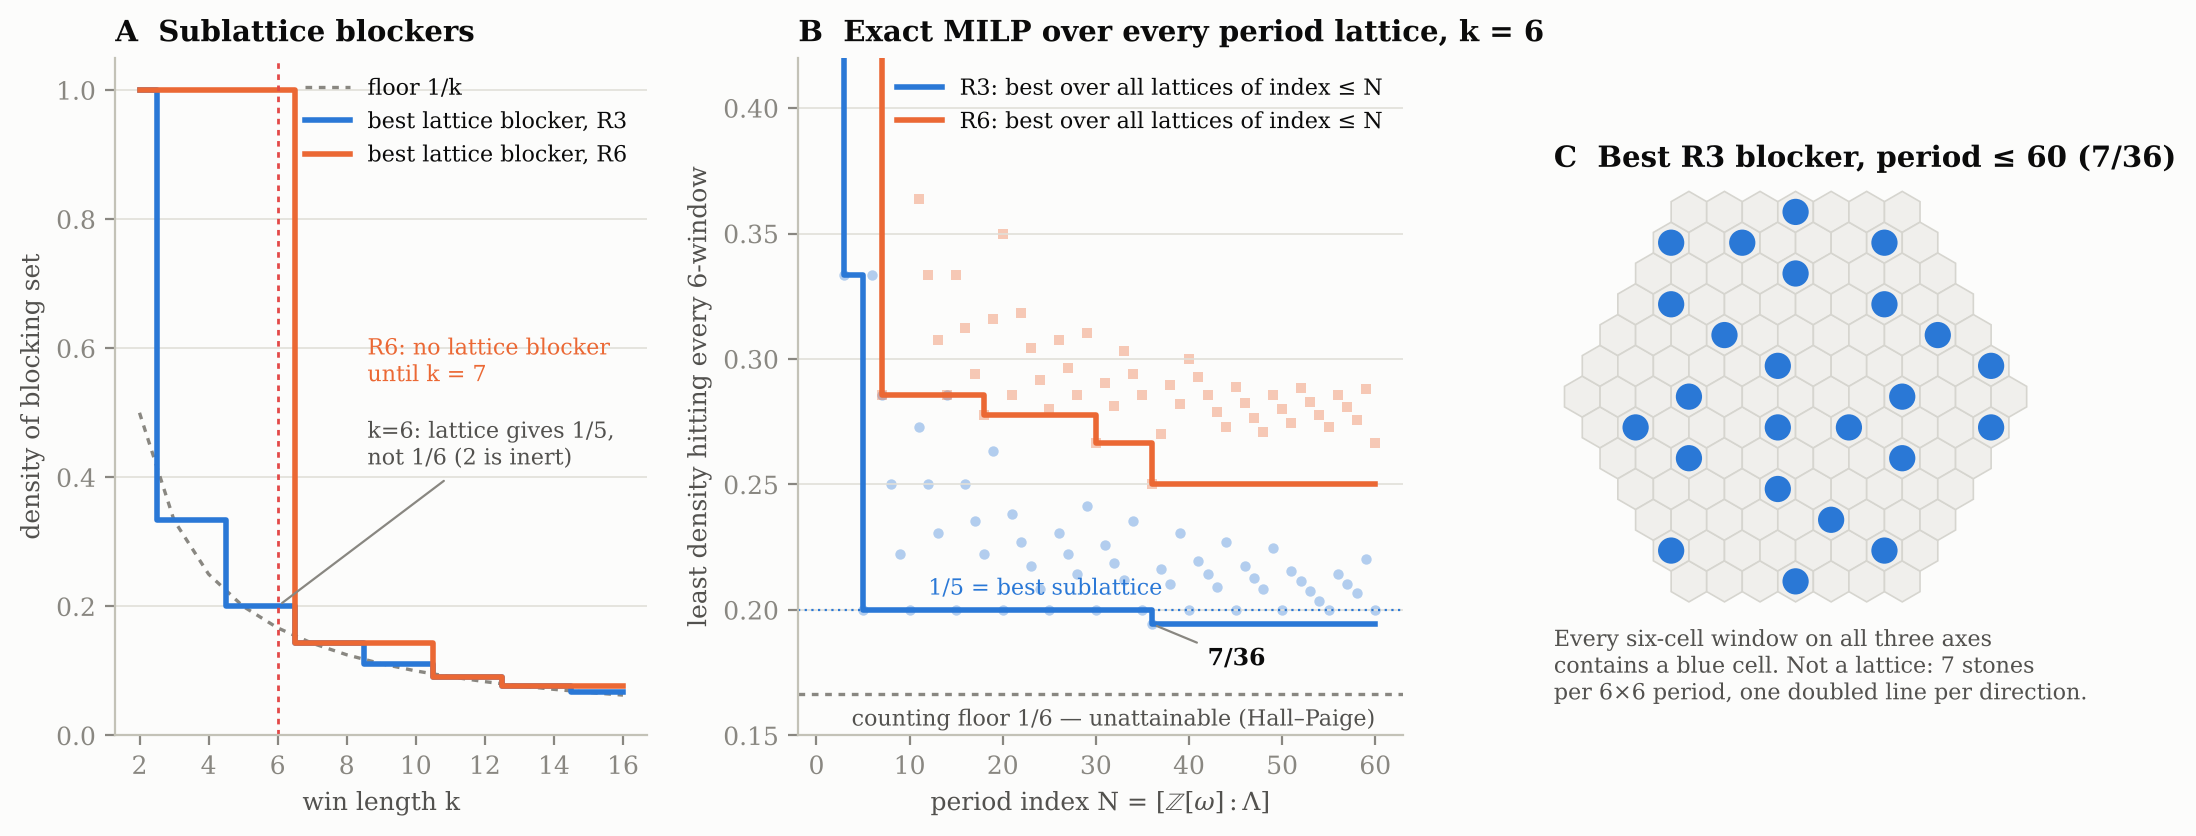 A Sublattice blockers
density of blocking set
1.0
0.8
0.6
0.4
0.2
0.0
2 4 6 8 10 12 14 16
win length k
floor 1/k
best lattice blocker, R3
best lattice blocker, R6
R6: no lattice blocker
until k = 7
k=6: lattice gives 1/5,
not 1/6 (2 is inert)
B Exact MILP over every period lattice, k = 6
least density hitting every 6-window
0.40
0.35
0.30
0.25
0.20
0.15
0 10 20 30 40 50 60
period index N = [ℤ[ω] : Λ]
R3: best over all lattices of index ≤ N
R6: best over all lattices of index ≤ N
1/5 = best sublattice
7/36
counting floor 1/6 — unattainable (Hall–Paige)
C Best R3 blocker, period ≤ 60 (7/36)
Every six-cell window on all three axes
contains a blue cell. Not a lattice: 7 stones
per 6×6 period, one doubled line per direction.